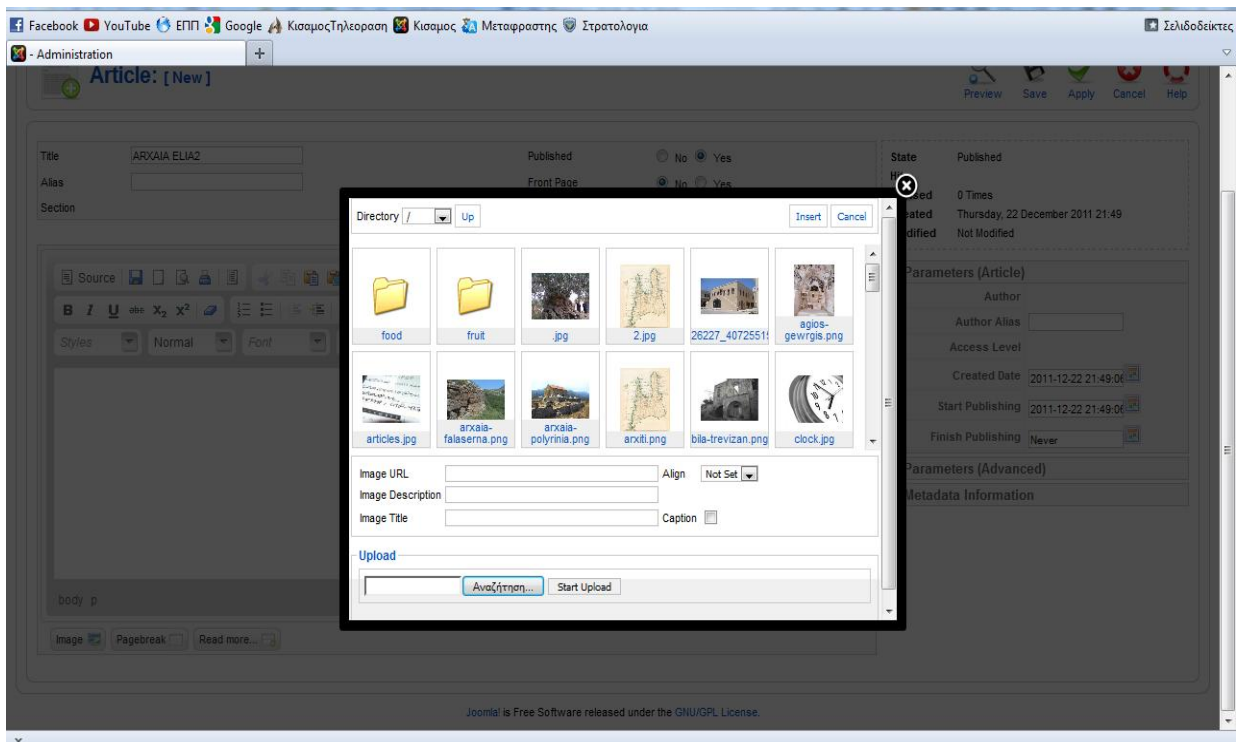 Facebook YouTube ΕΠΠ Google ΚισαμοςΤηλεοραση Κισαμος Μεταφραστης Στρατολογια Σελιδοδείκτες
- Administration
Article: [ New ]
Preview Save Apply Cancel Help
Title ARXAIA ELIA2 Published No Yes
State Published
Alias Front Page No Yes
Section
0 Times
Thursday, 22 December 2011 21:49
Not Modified
Directory / Up Insert Cancel
food fruit .jpg 2.jpg 26227_4072551 agios-gewrgis.png
articles.jpg arxaia-falaserna.png arxaia-polyrinia.png arxiti.png bila-trevizan.png clock.jpg
Image URL Align Not Set
Image Description
Image Title Caption
Upload
Αναζήτηση... Start Upload
Source
B I U abc X₂ X²
Styles Normal Font
body p
Image Pagebreak Read more...
Parameters (Article)
Author
Author Alias
Access Level
Created Date 2011-12-22 21:49:06
Start Publishing 2011-12-22 21:49:06
Finish Publishing Never
Parameters (Advanced)
Metadata Information
Joomla! is Free Software released under the GNU/GPL License.